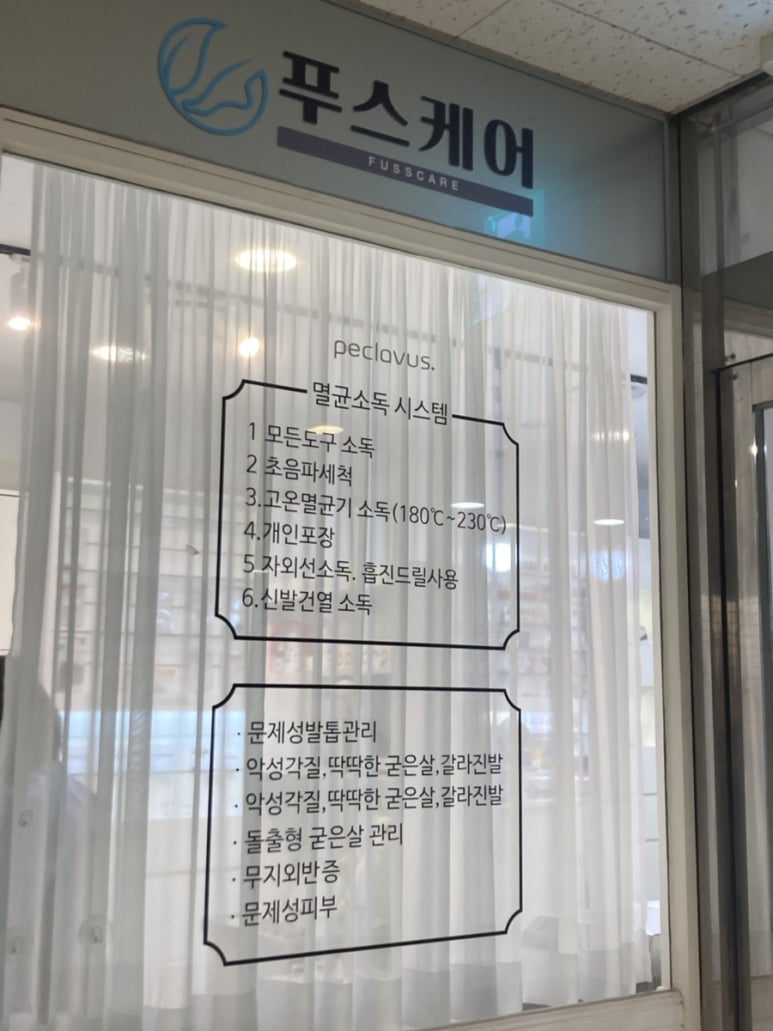 푸스케어
FUSSCARE
peclavus.
멸균소독 시스템
1 모든도구 소독
2 초음파세척
3.고온멸균기 소독(180℃~230℃)
4.개인포장
5 자외선소독. 흡진드릴사용
6.신발건열 소독
· 문제성발톱관리
· 악성각질,딱딱한 굳은살,갈라진발
· 악성각질,딱딱한 굳은살,갈라진발
· 돌출형 굳은살 관리
· 무지외반증
· 문제성피부